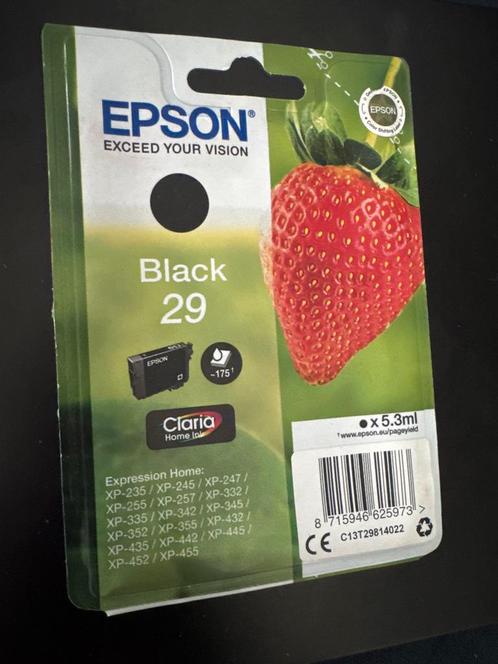 EPSON®
EXCEED YOUR VISION
EPSON
Black
29
EPSON
~175†
Claria
Home Ink
x 5.3ml
†www.epson.eu/pageyield
Expression Home:
XP-235 / XP-245 / XP-247 /
XP-255 / XP-257 / XP-332 /
XP-335 / XP-342 / XP-345 /
XP-352 / XP-355 / XP-432 /
XP-435 / XP-442 / XP-445 /
XP-452 / XP-455
8 715946 625973 >
CE C13T29814022